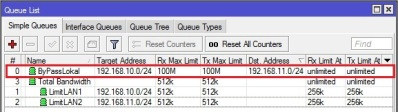 Queue List
Simple Queues Interface Queues Queue Tree Queue Types
Reset Counters 00 Reset All Counters Find
# Name Target Address Rx Max Limit Tx Max Limit Dst. Address Rx Limit At Tx Limit At
0 ByPassLokal 192.168.10.0/24 100M 100M 192.168.11.0/24 unlimited unlimited
3 Total Bandwidth 512k 512k unlimited unlimited
1 LimitLAN1 192.168.10.0/24 512k 512k 256k 256k
2 LimitLAN2 192.168.11.0/24 512k 512k 256k 256k